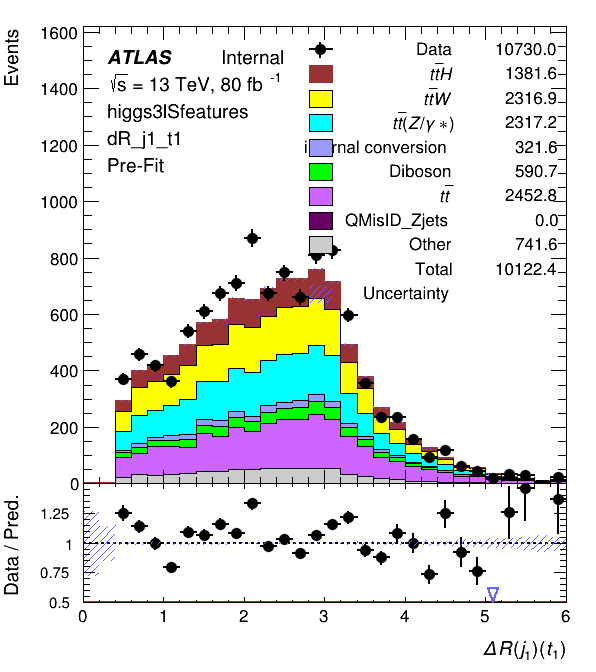 Events
1600
1400
1200
1000
800
600
400
200
0
ATLAS Internal
√s = 13 TeV, 80 fb⁻¹
higgs3lSfeatures
dR_j1_t1
Pre-Fit
Data 10730.0
tt̄H 1381.6
tt̄W 2316.9
tt̄(Z/γ*) 2317.2
internal conversion 321.6
Diboson 590.7
tt̄ 2452.8
QMisID_Zjets 0.0
Other 741.6
Total 10122.4
Uncertainty
Data / Pred.
1.25
1
0.75
0.5
0 1 2 3 4 5 6
ΔR(j₁)(t₁)